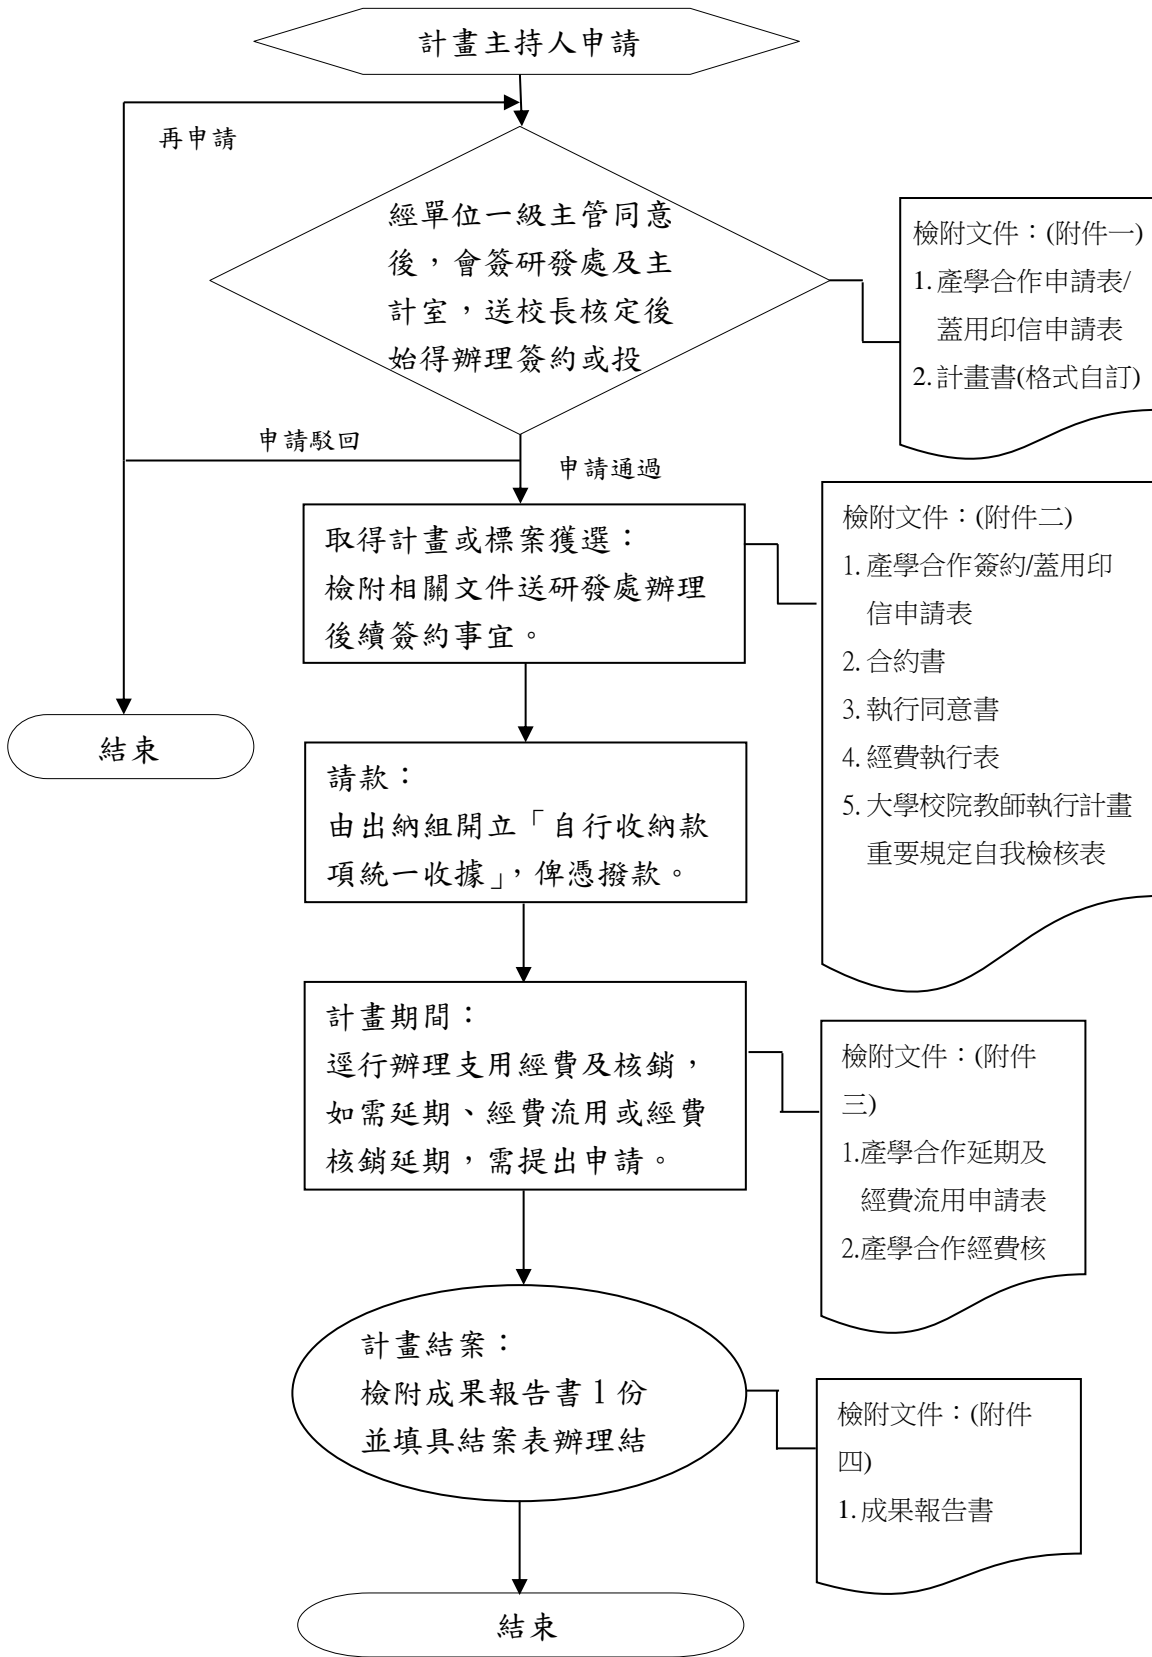 計畫主持人申請
再申請
經單位一級主管同意
後，會簽研發處及主
計室，送校長核定後
始得辦理簽約或投
檢附文件：(附件一)
1. 產學合作申請表/
蓋用印信申請表
2. 計畫書(格式自訂)
申請駁回
申請通過
取得計畫或標案獲選：
檢附相關文件送研發處辦理
後續簽約事宜。
檢附文件：(附件二)
1. 產學合作簽約/蓋用印
信申請表
2. 合約書
3. 執行同意書
4. 經費執行表
5. 大學校院教師執行計畫
重要規定自我檢核表
結束
請款：
由出納組開立「自行收納款
項統一收據」，俾憑撥款。
計畫期間：
逕行辦理支用經費及核銷，
如需延期、經費流用或經費
核銷延期，需提出申請。
檢附文件：(附件
三)
1.產學合作延期及
經費流用申請表
2.產學合作經費核
計畫結案：
檢附成果報告書 1 份
並填具結案表辦理結
檢附文件：(附件
四)
1. 成果報告書
結束